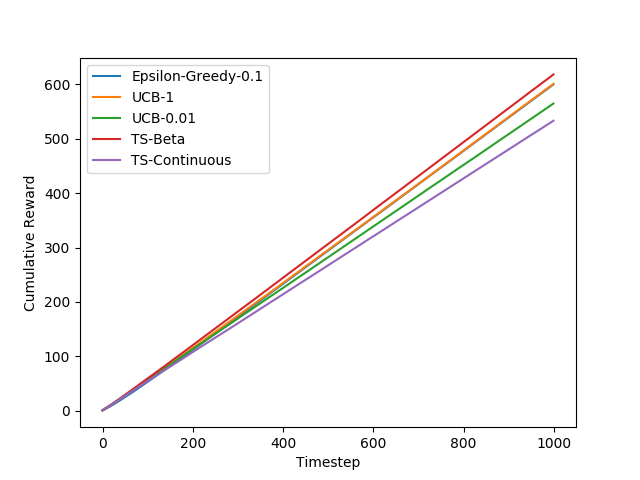 Epsilon-Greedy-0.1
UCB-1
UCB-0.01
TS-Beta
TS-Continuous
600
500
400
300
200
100
0
Cumulative Reward
0 200 400 600 800 1000
Timestep